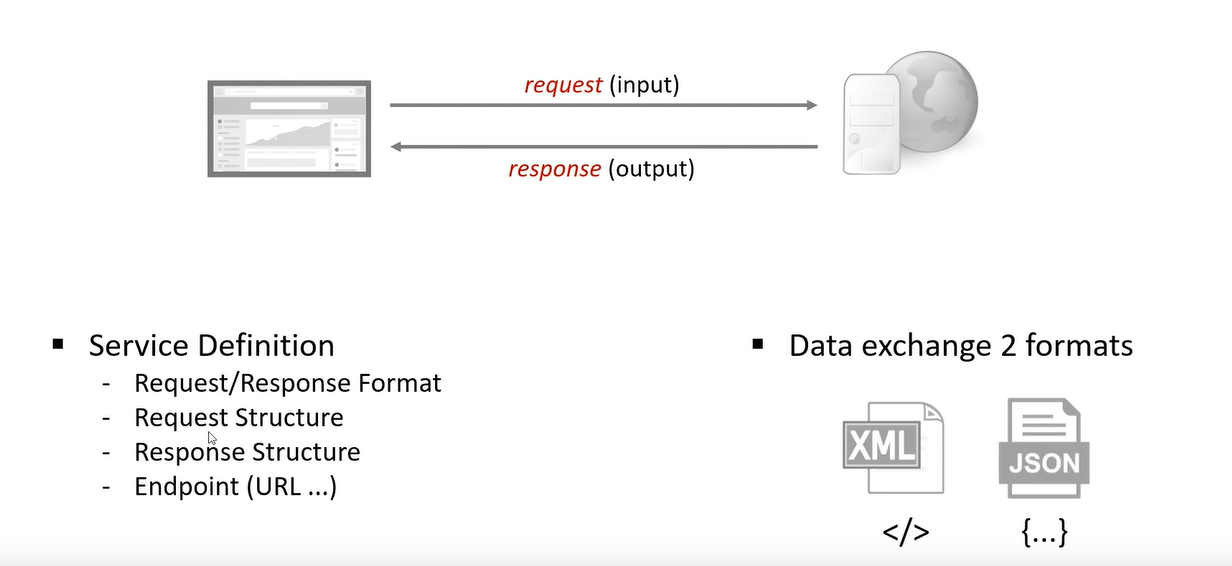 request (input)
response (output)
▪ Service Definition
- Request/Response Format
- Request Structure
- Response Structure
- Endpoint (URL ...)
▪ Data exchange 2 formats
XML
JSON
</>
{...}